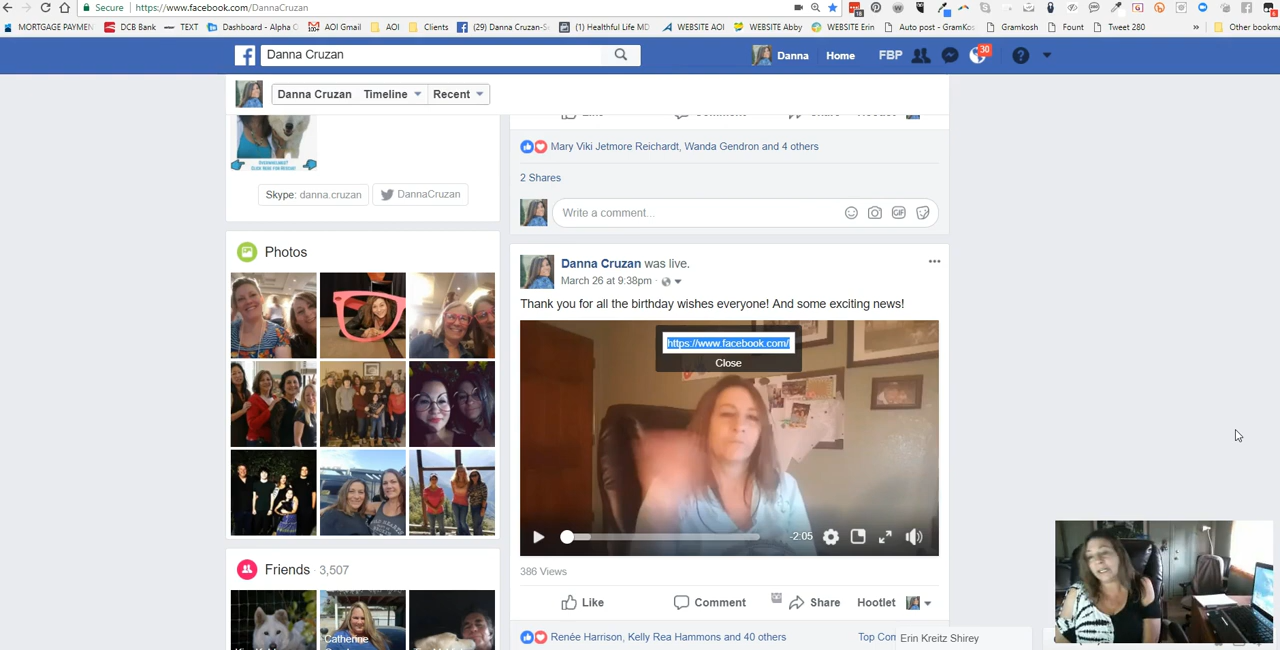 Secure https://www.facebook.com/DannaCruzan
MORTGAGE PAYMEN DCB Bank TEXT Dashboard - Alpha AOI Gmail AOI Clients (29) Danna Cruzan-S (1) Healthful Life MD WEBSITE AOI WEBSITE Abby WEBSITE Erin Auto post - GramKos Gramkosh Fount Tweet 280 » Other bookma
Danna Cruzan Danna Home FBP 30
Danna Cruzan Timeline Recent
Mary Viki Jetmore Reichardt, Wanda Gendron and 4 others
2 Shares
Skype: danna.cruzan DannaCruzan
Write a comment... GIF
Photos
Danna Cruzan was live.
March 26 at 9:38pm ·
Thank you for all the birthday wishes everyone! And some exciting news!
https://www.facebook.com/
Close
-2:05
386 Views
Friends · 3,507
Like Comment Share Hootlet
Catherine
Renée Harrison, Kelly Rea Hammons and 40 others Top Com
Erin Kreitz Shirey